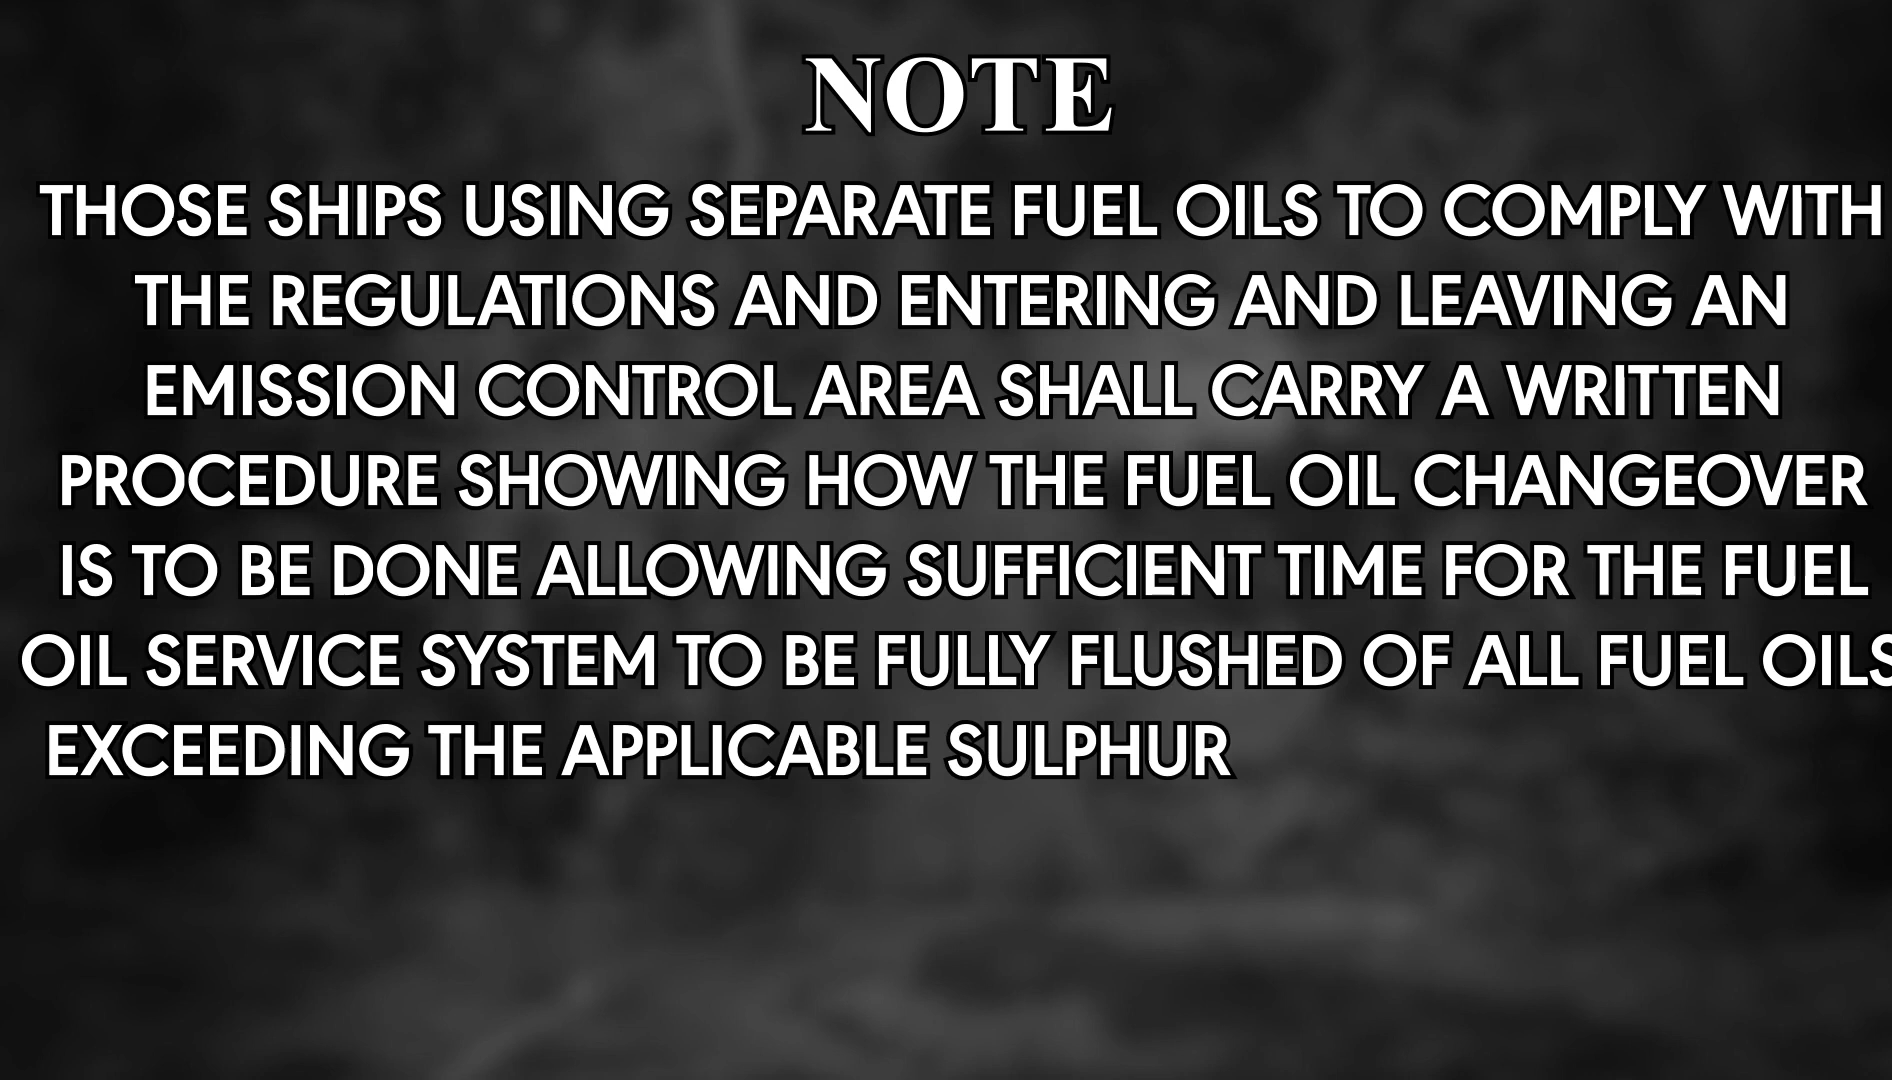 NOTE
THOSE SHIPS USING SEPARATE FUEL OILS TO COMPLY WITH
THE REGULATIONS AND ENTERING AND LEAVING AN
EMISSION CONTROL AREA SHALL CARRY A WRITTEN
PROCEDURE SHOWING HOW THE FUEL OIL CHANGEOVER
IS TO BE DONE ALLOWING SUFFICIENT TIME FOR THE FUEL
OIL SERVICE SYSTEM TO BE FULLY FLUSHED OF ALL FUEL OILS
EXCEEDING THE APPLICABLE SULPHUR